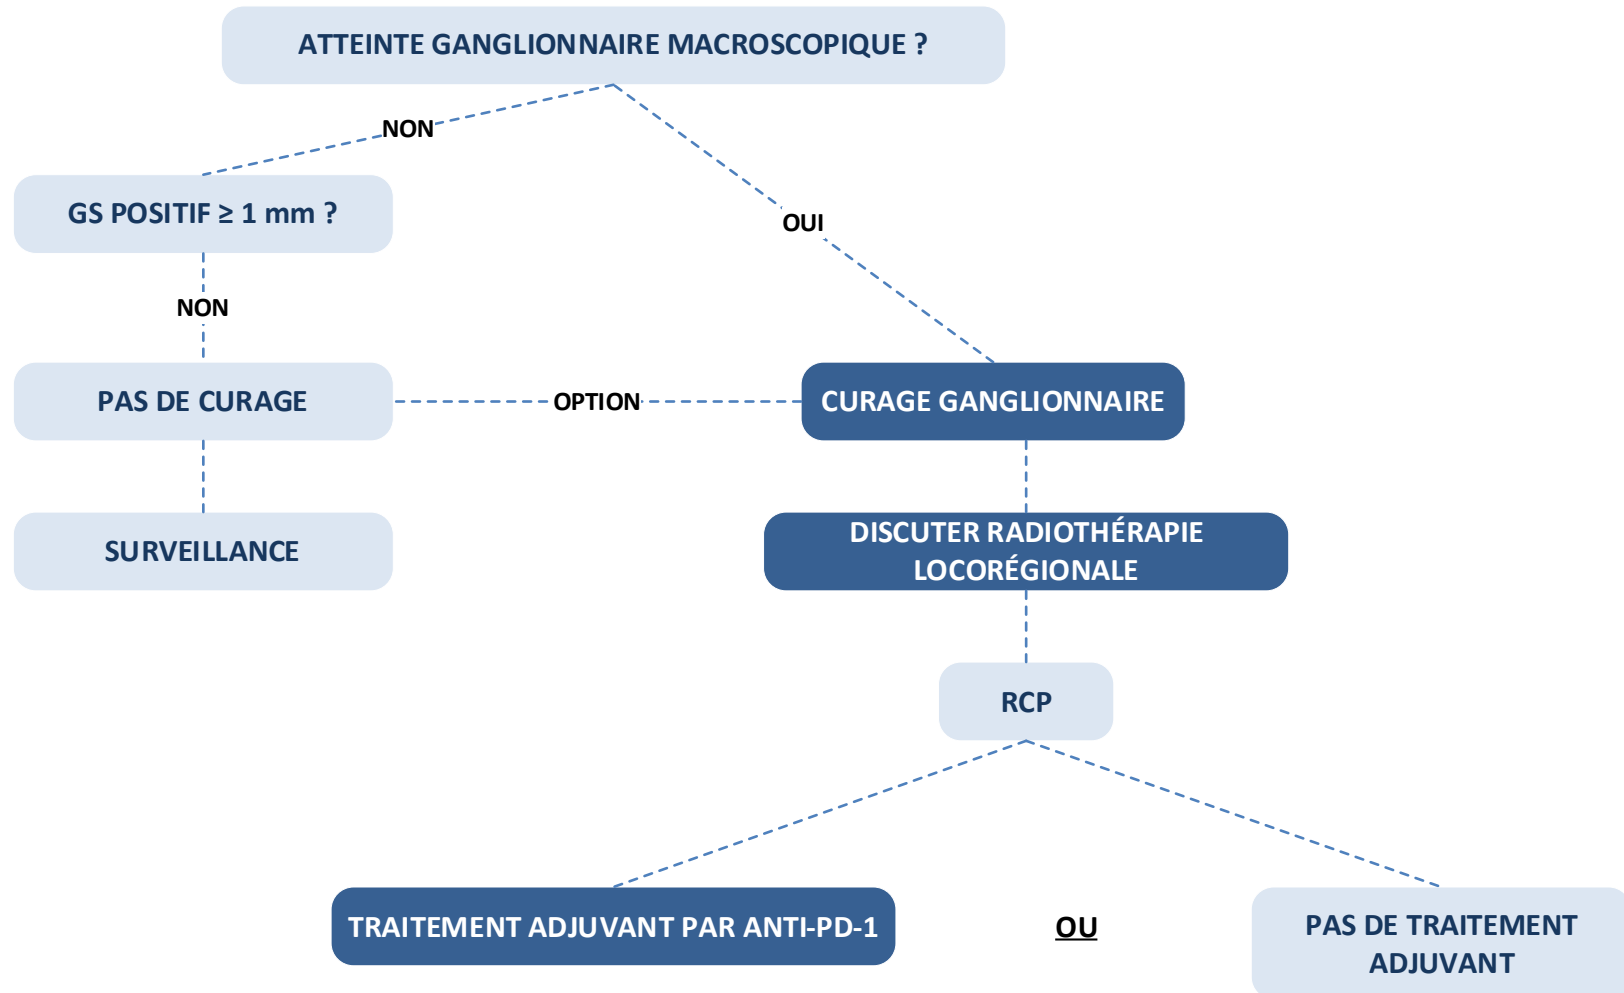 ATTEINTE GANGLIONNAIRE MACROSCOPIQUE ?
NON
GS POSITIF ≥ 1 mm ?
OUI
NON
PAS DE CURAGE
OPTION
CURAGE GANGLIONNAIRE
SURVEILLANCE
DISCUTER RADIOTHÉRAPIE
LOCORÉGIONALE
RCP
TRAITEMENT ADJUVANT PAR ANTI-PD-1
OU
PAS DE TRAITEMENT
ADJUVANT